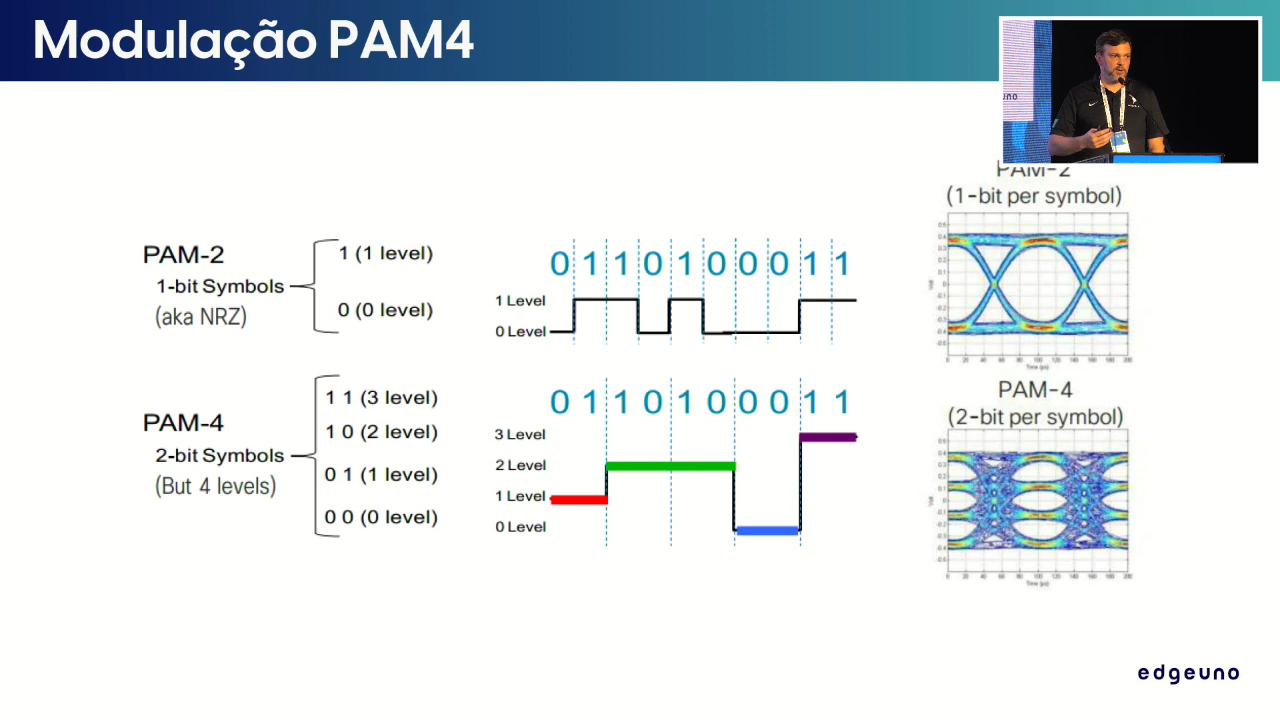 Modulação PAM4
uno
PAM-2
1-bit Symbols
(aka NRZ)
1 (1 level)
0 (0 level)
0 1 1 0 1 0 0 0 1 1
1 Level
0 Level
PAM-2
(1-bit per symbol)
PAM-4
2-bit Symbols
(But 4 levels)
1 1 (3 level)
1 0 (2 level)
0 1 (1 level)
0 0 (0 level)
0 1 1 0 1 0 0 0 1 1
3 Level
2 Level
1 Level
0 Level
PAM-4
(2-bit per symbol)
edgeuno